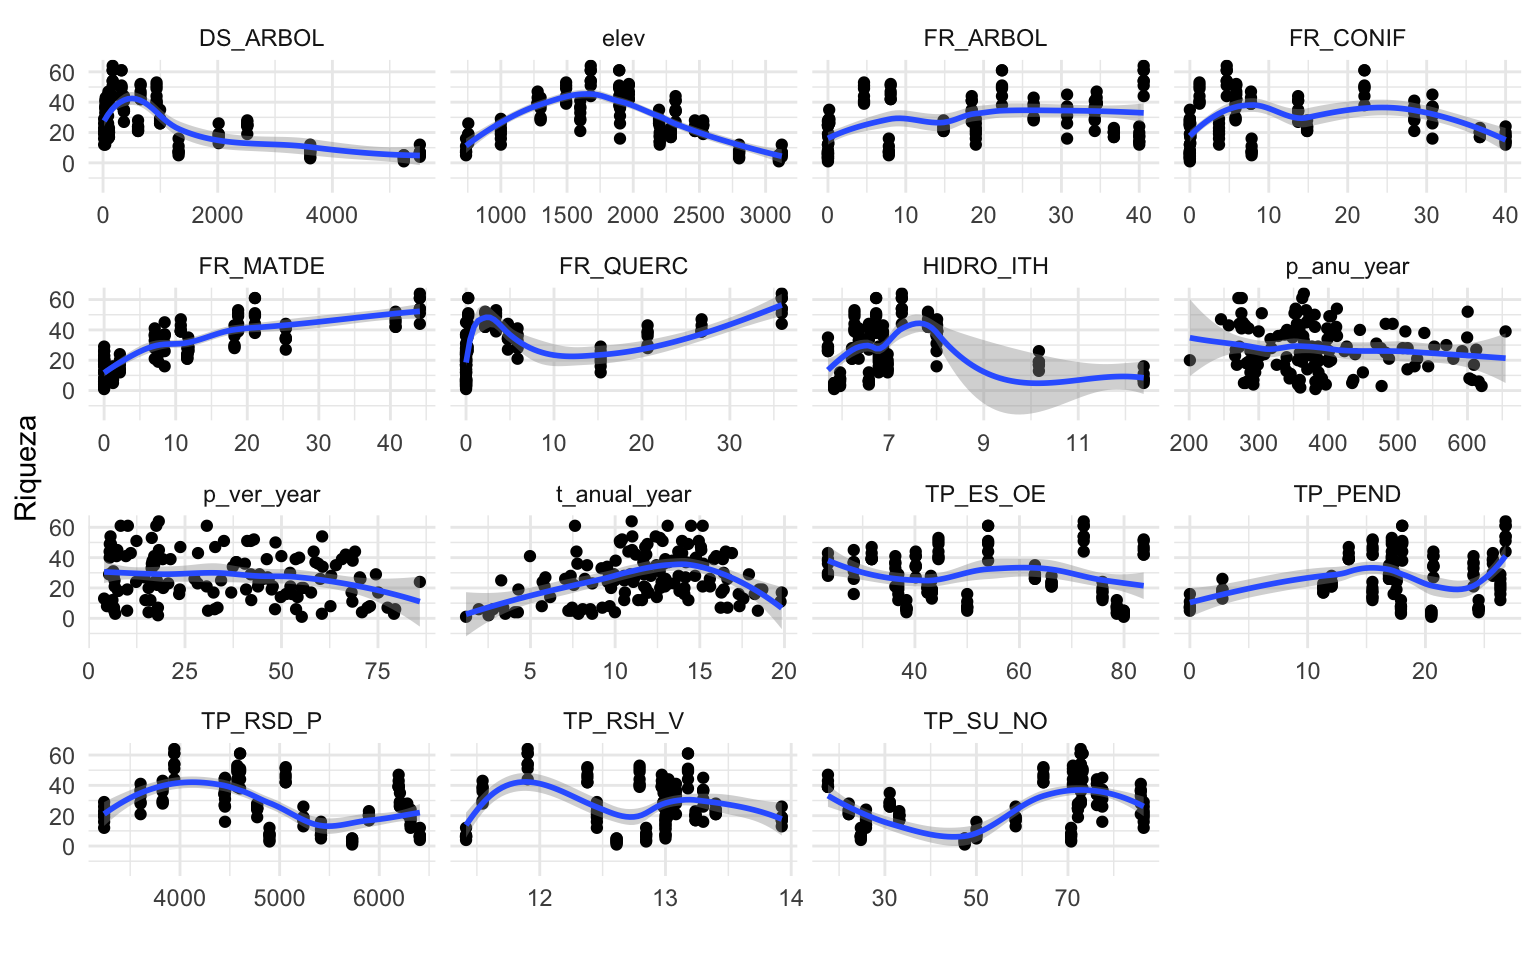 DS_ARBOL elev FR_ARBOL FR_CONIF
60
40
20
0
0 2000 4000 1000 1500 2000 2500 3000 0 10 20 30 40 0 10 20 30 40
FR_MATDE FR_QUERC HIDRO_ITH p_anu_year
60
40
20
0
0 10 20 30 40 0 10 20 30 7 9 11 200 300 400 500 600
Riqueza
p_ver_year t_anual_year TP_ES_OE TP_PEND
60
40
20
0
0 25 50 75 5 10 15 20 40 60 80 0 10 20
TP_RSD_P TP_RSH_V TP_SU_NO
60
40
20
0
4000 5000 6000 12 13 14 30 50 70